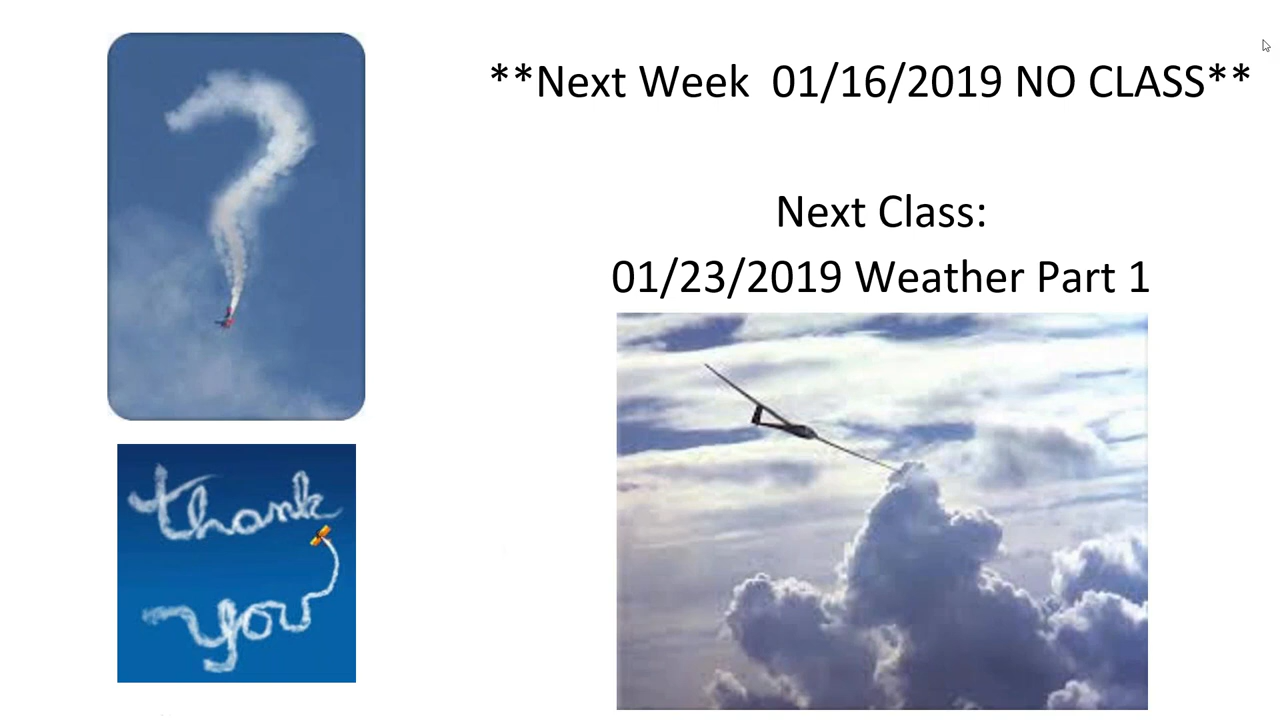 **Next Week 01/16/2019 NO CLASS**
Next Class:
01/23/2019 Weather Part 1
?
thank
you